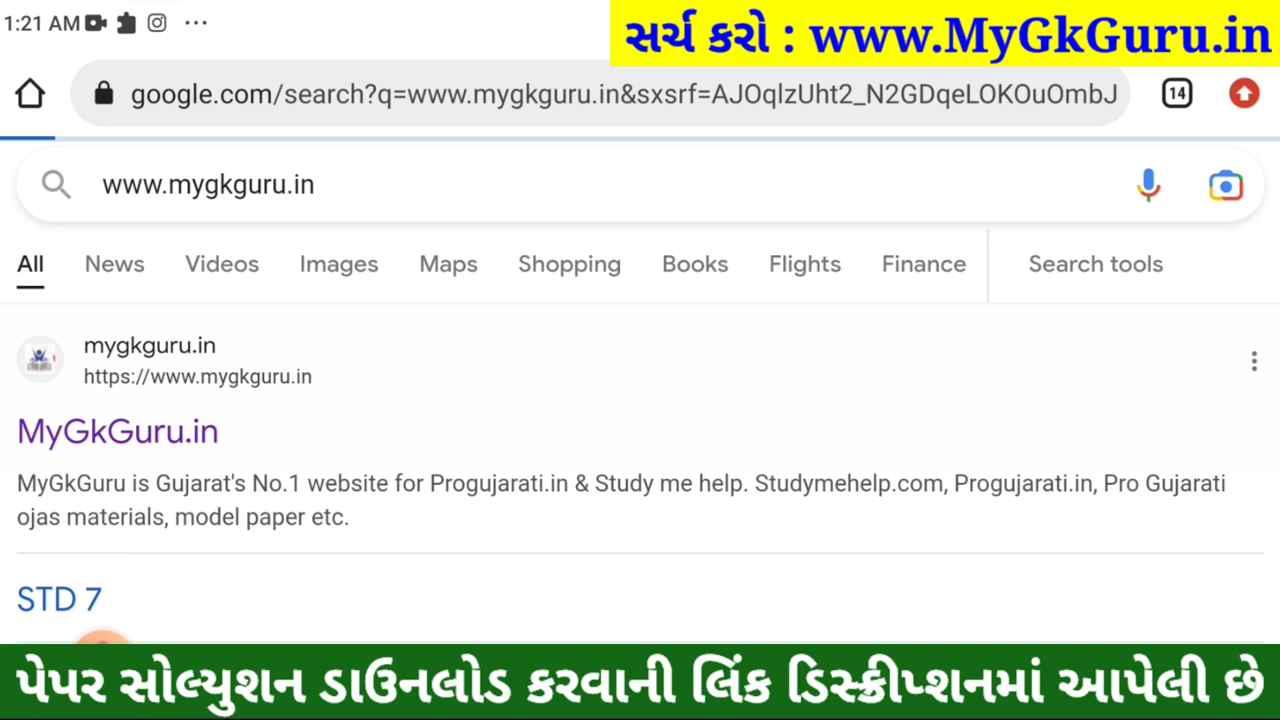 1:21 AM
સર્ચ કરો : www.MyGkGuru.in
google.com/search?q=www.mygkguru.in&sxsrf=AJOqlzUht2_N2GDqeLOKOuOmbJ
14
www.mygkguru.in
All News Videos Images Maps Shopping Books Flights Finance Search tools
mygkguru.in
https://www.mygkguru.in
MyGkGuru.in
MyGkGuru is Gujarat's No.1 website for Progujarati.in & Study me help. Studymehelp.com, Progujarati.in, Pro Gujarati
ojas materials, model paper etc.
STD 7
પેપર સોલ્યુશન ડાઉનલોડ કરવાની લિંક ડિસ્ક્રીપ્શનમાં આપેલી છે